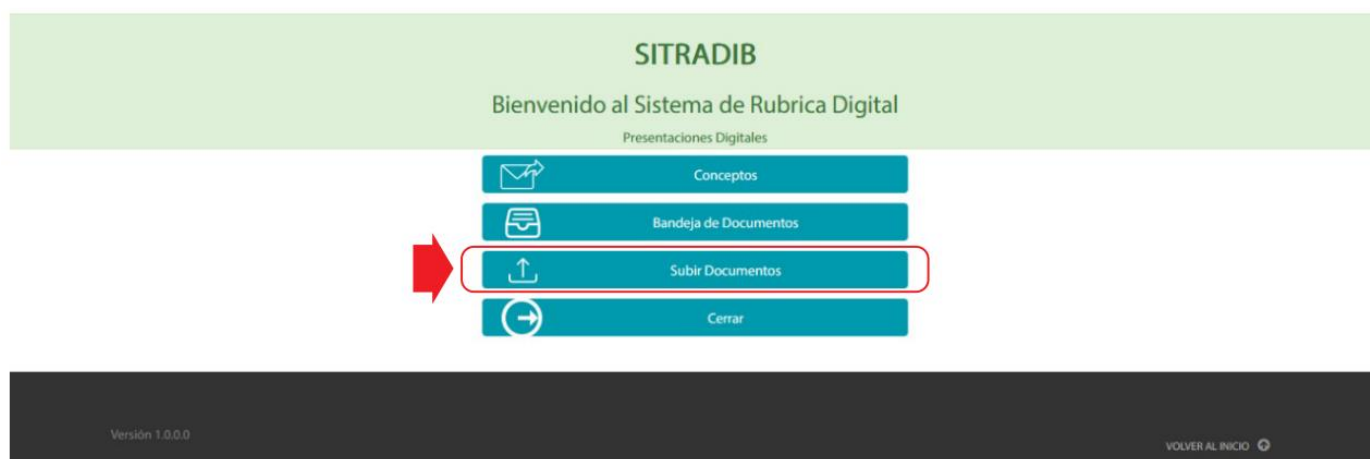 SITRADIB
Bienvenido al Sistema de Rubrica Digital
Presentaciones Digitales
Conceptos
Bandeja de Documentos
Subir Documentos
Cerrar
Versión 1.0.0.0
VOLVER AL INICIO